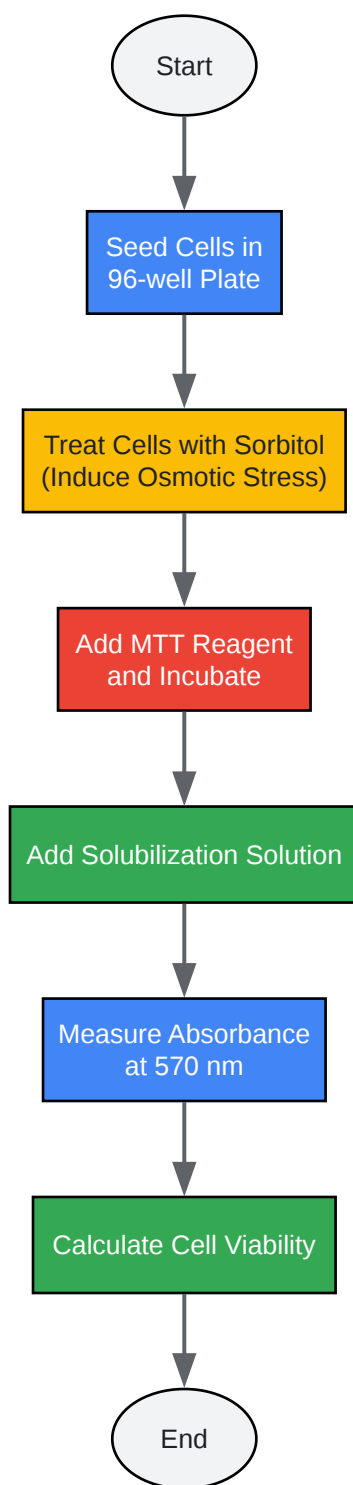 Start
Seed Cells in
96-well Plate
Treat Cells with Sorbitol
(Induce Osmotic Stress)
Add MTT Reagent
and Incubate
Add Solubilization Solution
Measure Absorbance
at 570 nm
Calculate Cell Viability
End